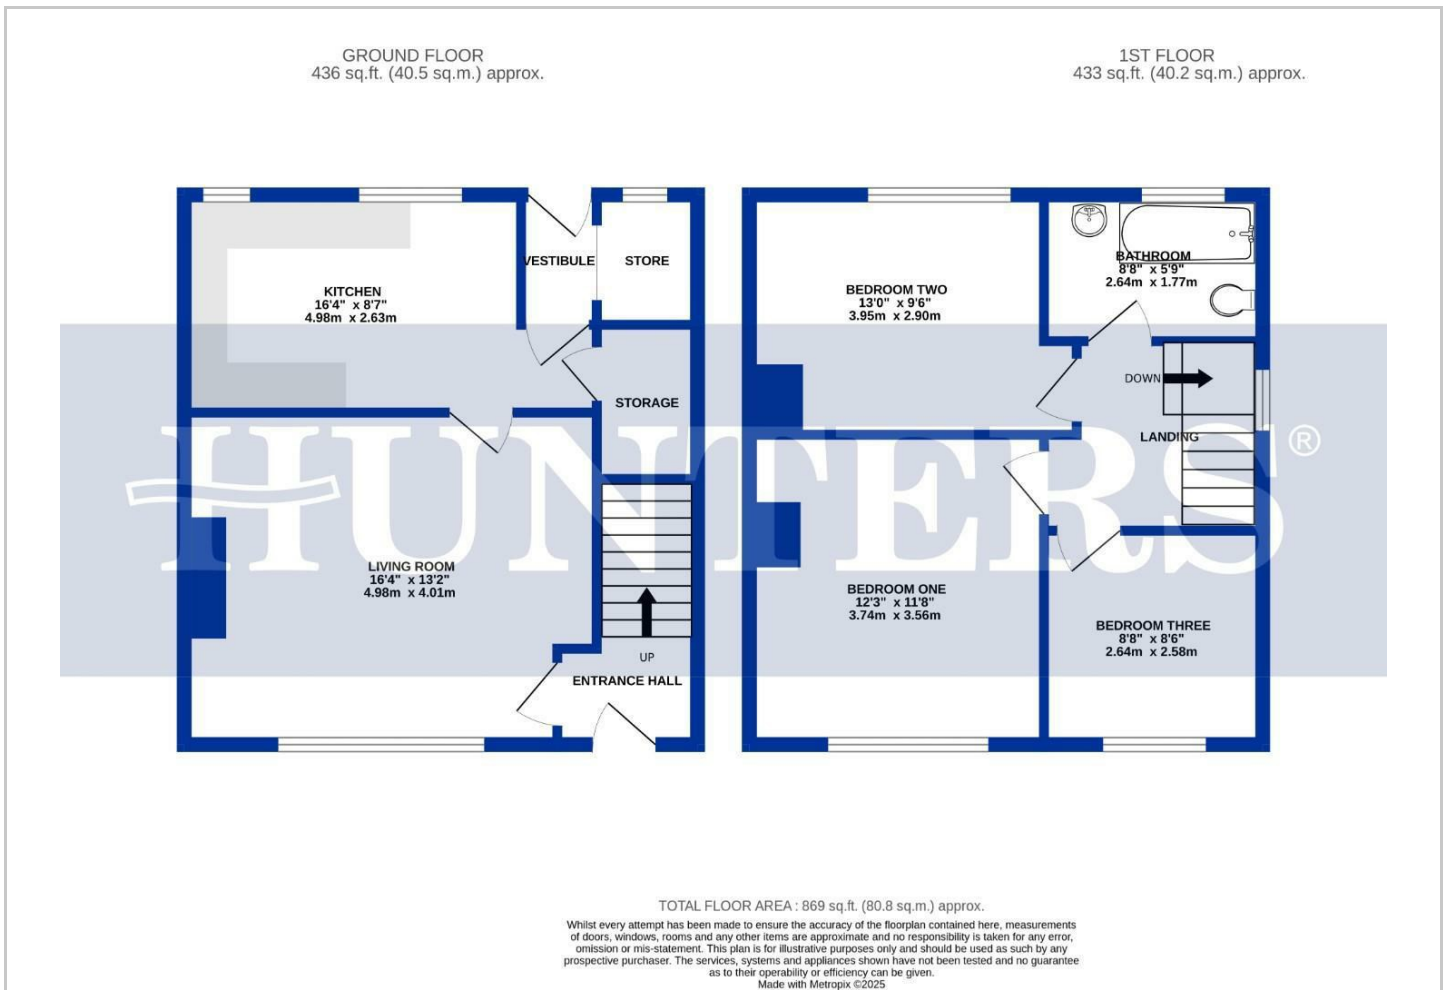 GROUND FLOOR
436 sq.ft. (40.5 sq.m.) approx.
1ST FLOOR
433 sq.ft. (40.2 sq.m.) approx.
KITCHEN
16'4" x 8'7"
4.98m x 2.63m
VESTIBULE
STORE
STORAGE
LIVING ROOM
16'4" x 13'2"
4.98m x 4.01m
UP
ENTRANCE HALL
BEDROOM TWO
13'0" x 9'6"
3.95m x 2.90m
BATHROOM
8'8" x 5'9"
2.64m x 1.77m
DOWN
LANDING
BEDROOM ONE
12'3" x 11'8"
3.74m x 3.56m
BEDROOM THREE
8'8" x 8'6"
2.64m x 2.58m
HUNTERS®
TOTAL FLOOR AREA : 869 sq.ft. (80.8 sq.m.) approx.
Whilst every attempt has been made to ensure the accuracy of the floorplan contained here, measurements
of doors, windows, rooms and any other items are approximate and no responsibility is taken for any error,
omission or mis-statement. This plan is for illustrative purposes only and should be used as such by any
prospective purchaser. The services, systems and appliances shown have not been tested and no guarantee
as to their operability or efficiency can be given.
Made with Metropix ©2025